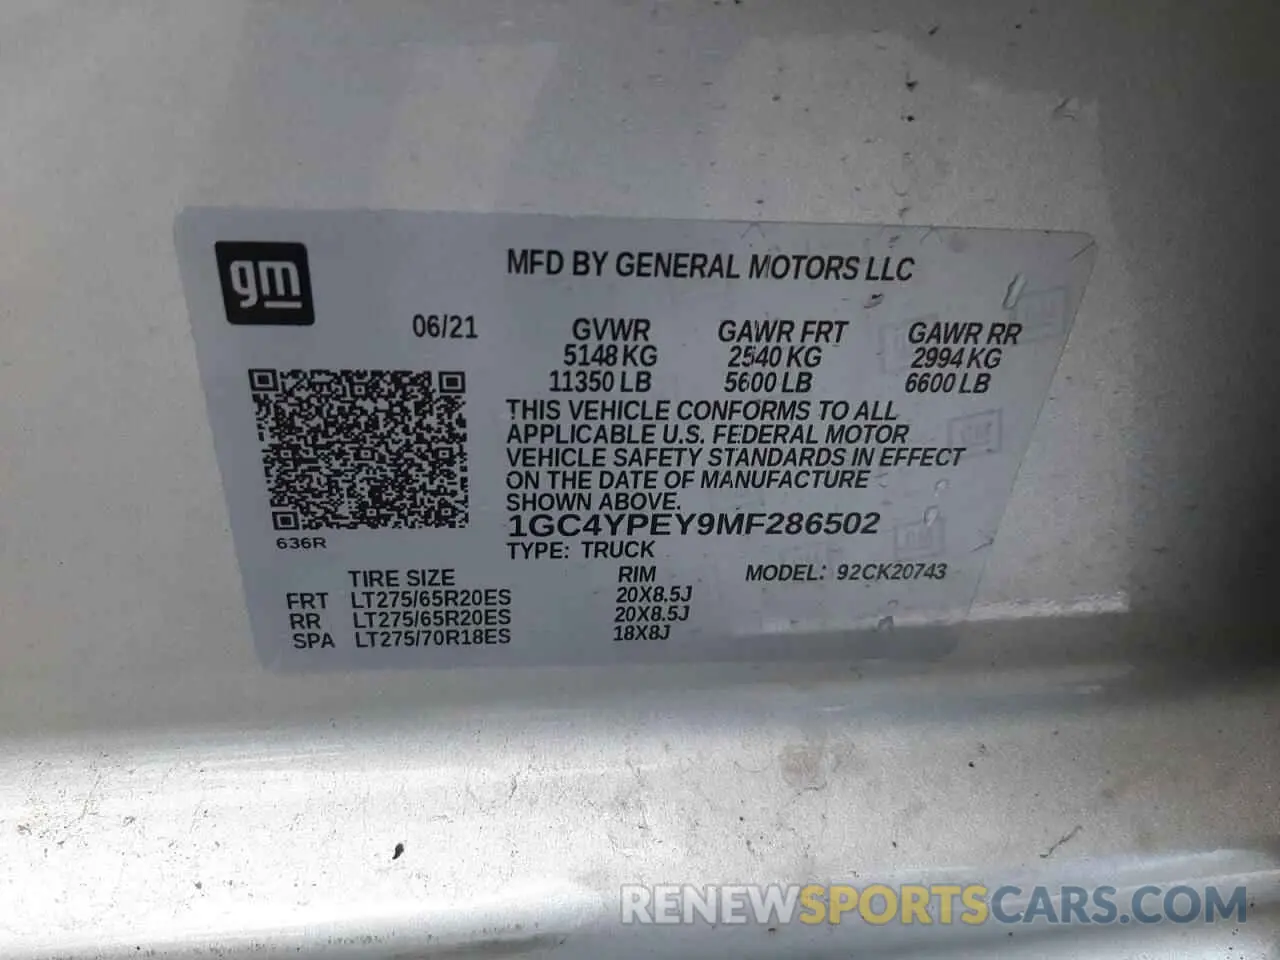 gm
MFD BY GENERAL MOTORS LLC
06/21
GVWR GAWR FRT GAWR RR
5148 KG 2540 KG 2994 KG
11350 LB 5600 LB 6600 LB
THIS VEHICLE CONFORMS TO ALL
APPLICABLE U.S. FEDERAL MOTOR
VEHICLE SAFETY STANDARDS IN EFFECT
ON THE DATE OF MANUFACTURE
SHOWN ABOVE.
1GC4YPEY9MF286502
636R
TYPE: TRUCK
TIRE SIZE RIM MODEL: 92CK20743
FRT LT275/65R20ES 20X8.5J
RR LT275/65R20ES 20X8.5J
SPA LT275/70R18ES 18X8J
RENEWSPORTSCARS.COM